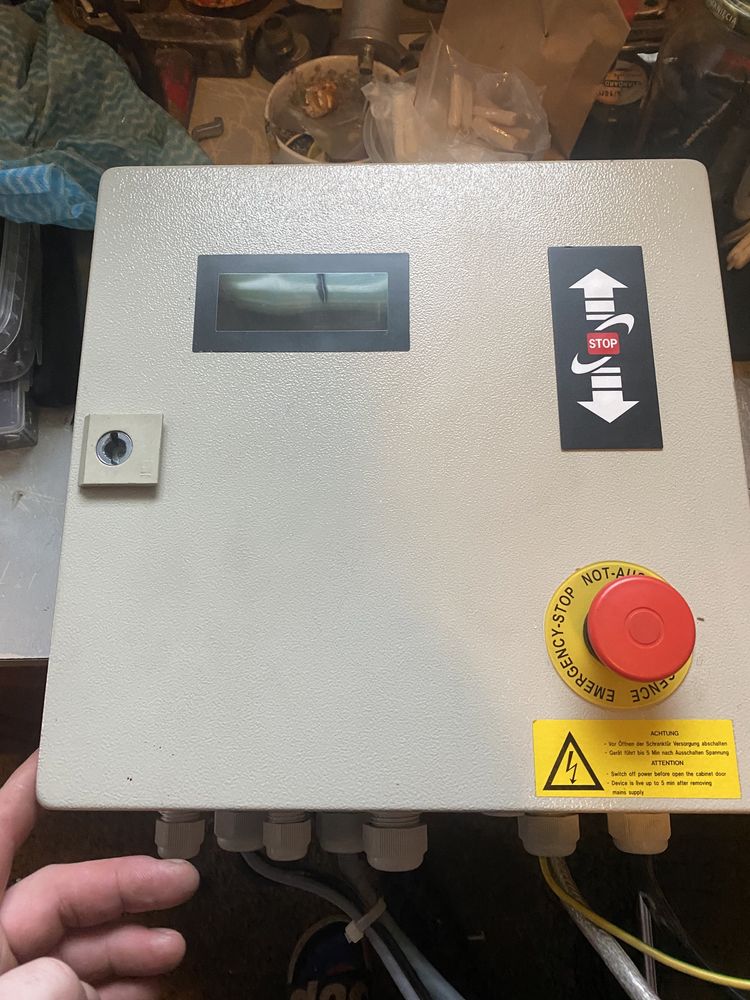 STOP
NOT-AUS
EMERGENCY-STOP
EMERGENCE
ACHTUNG
- Vor Öffnen der Schranktür Versorgung abschalten
- Gerät führt bis 5 Min nach Ausschalten Spannung
ATTENTION
- Switch off power before open the cabinet door
- Device is live up to 5 min after removing
mains supply